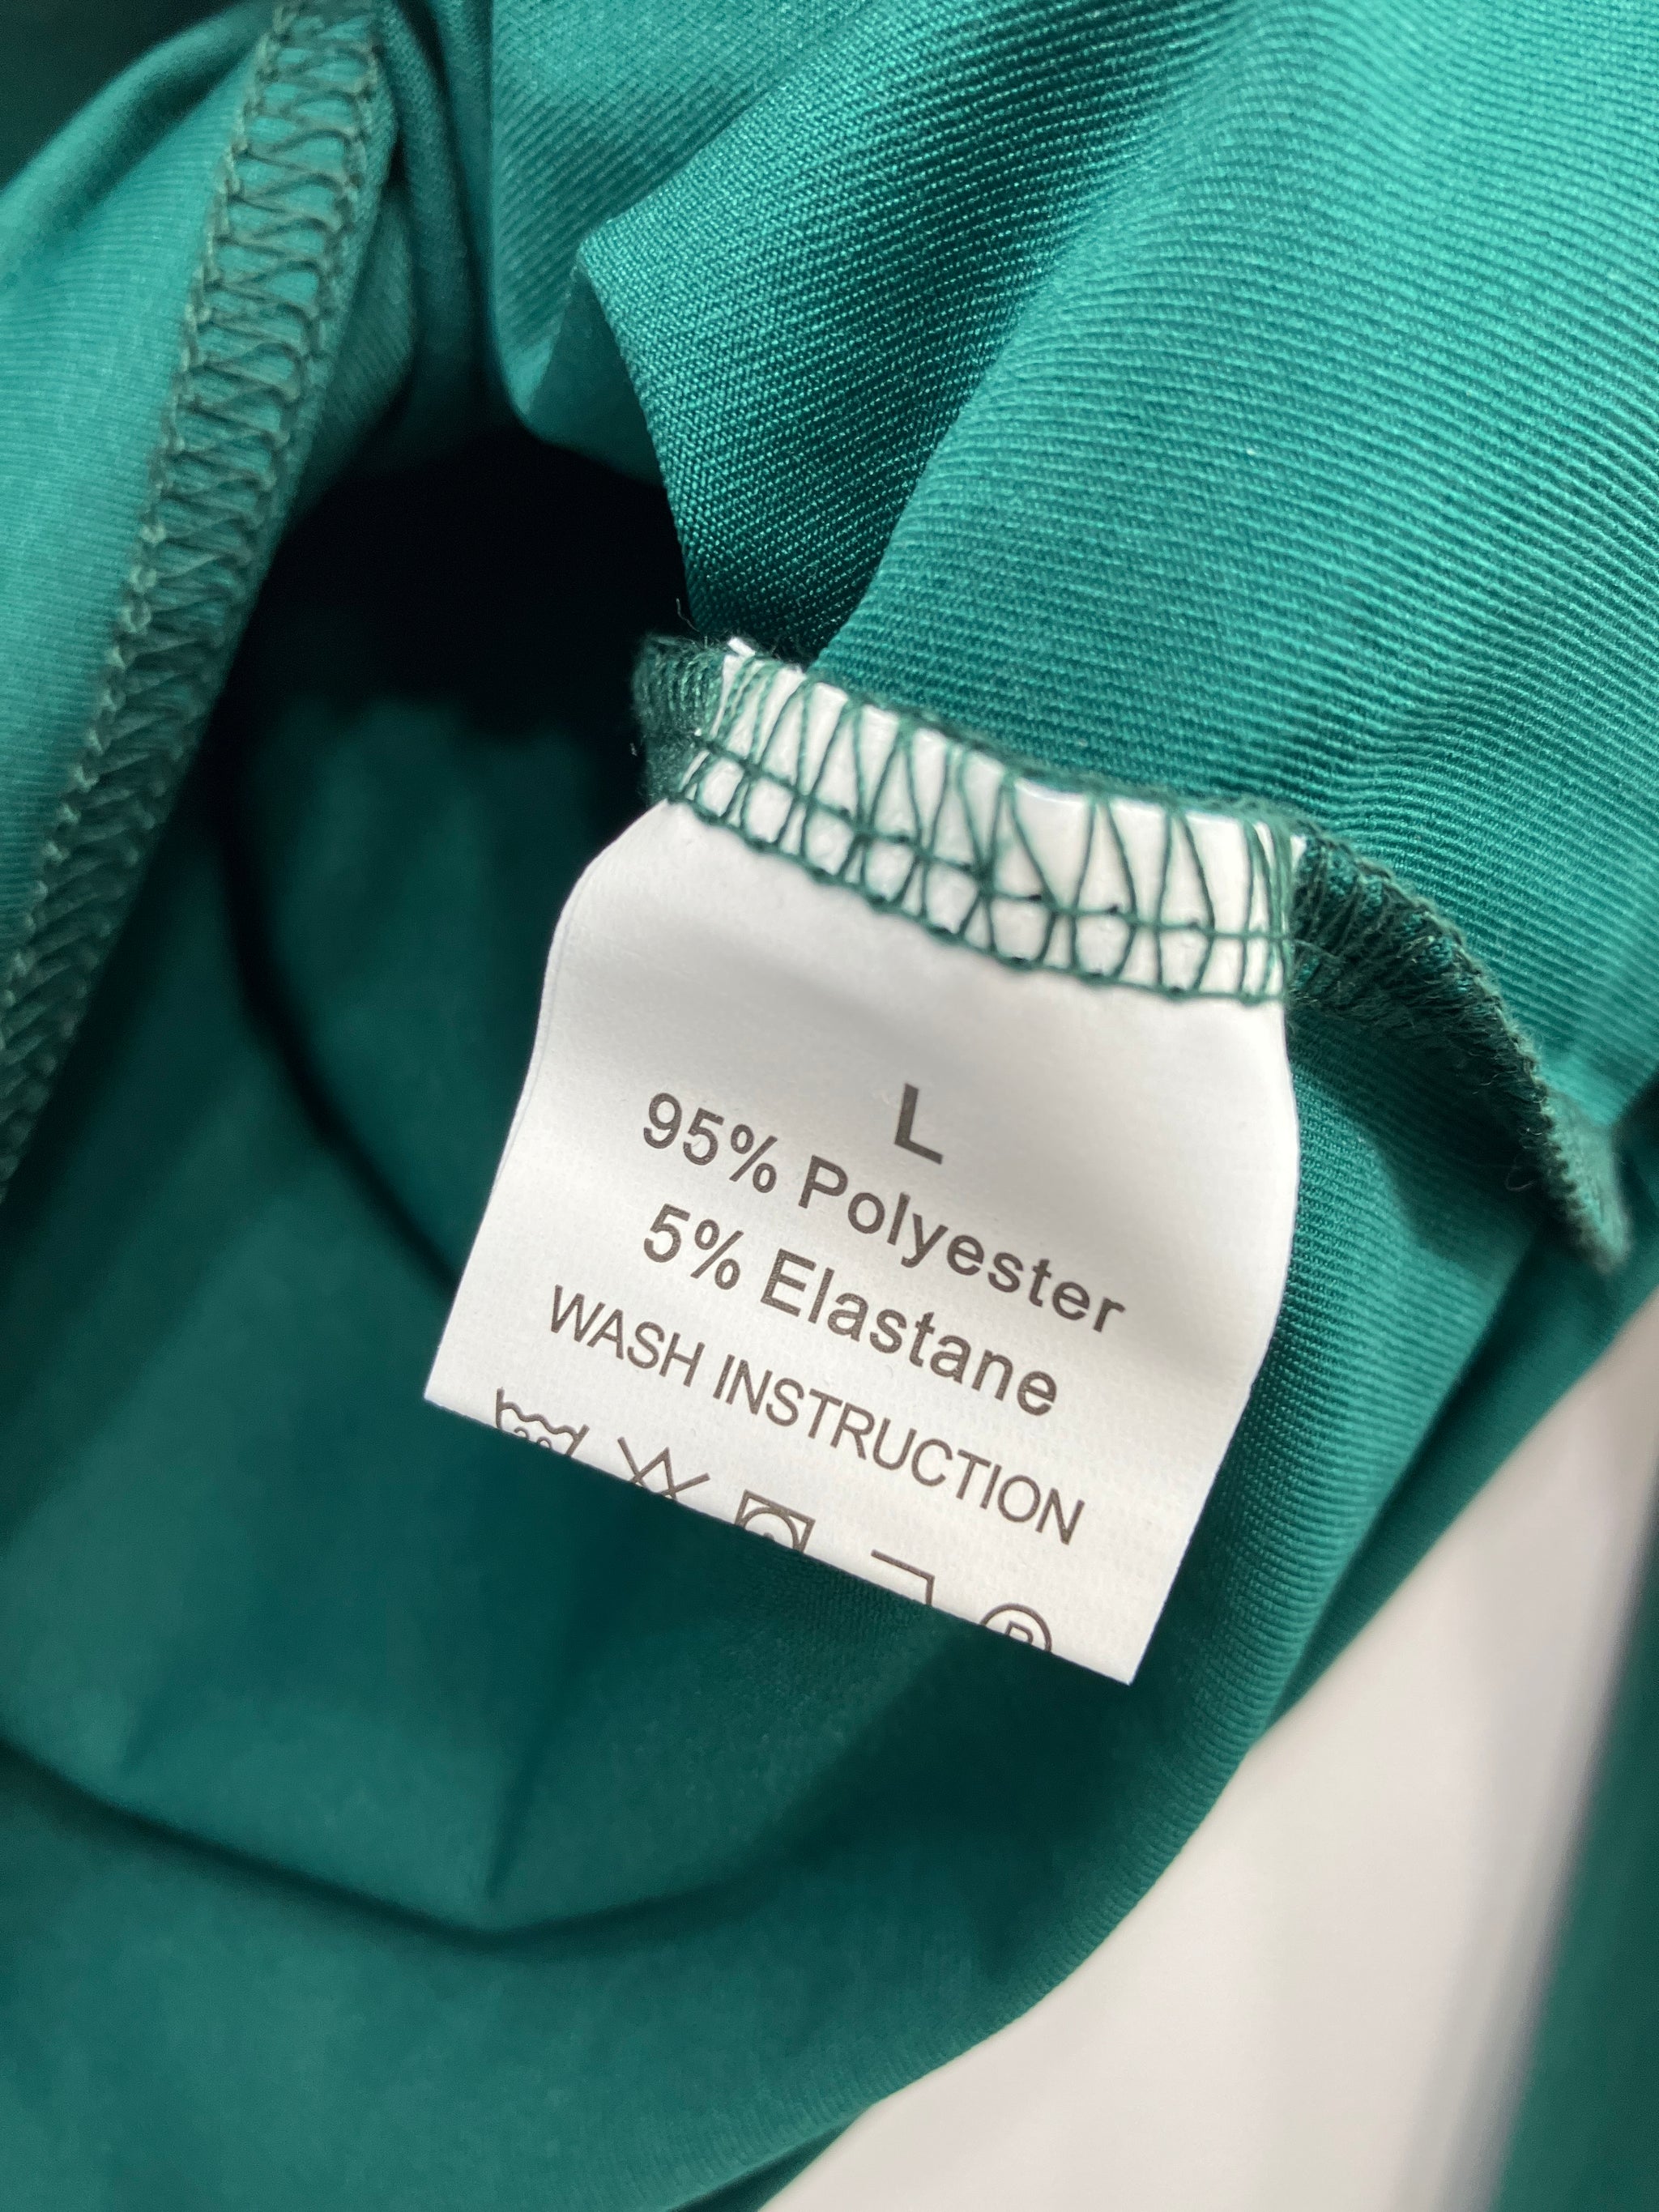 L
95% Polyester
5% Elastane
WASH INSTRUCTION